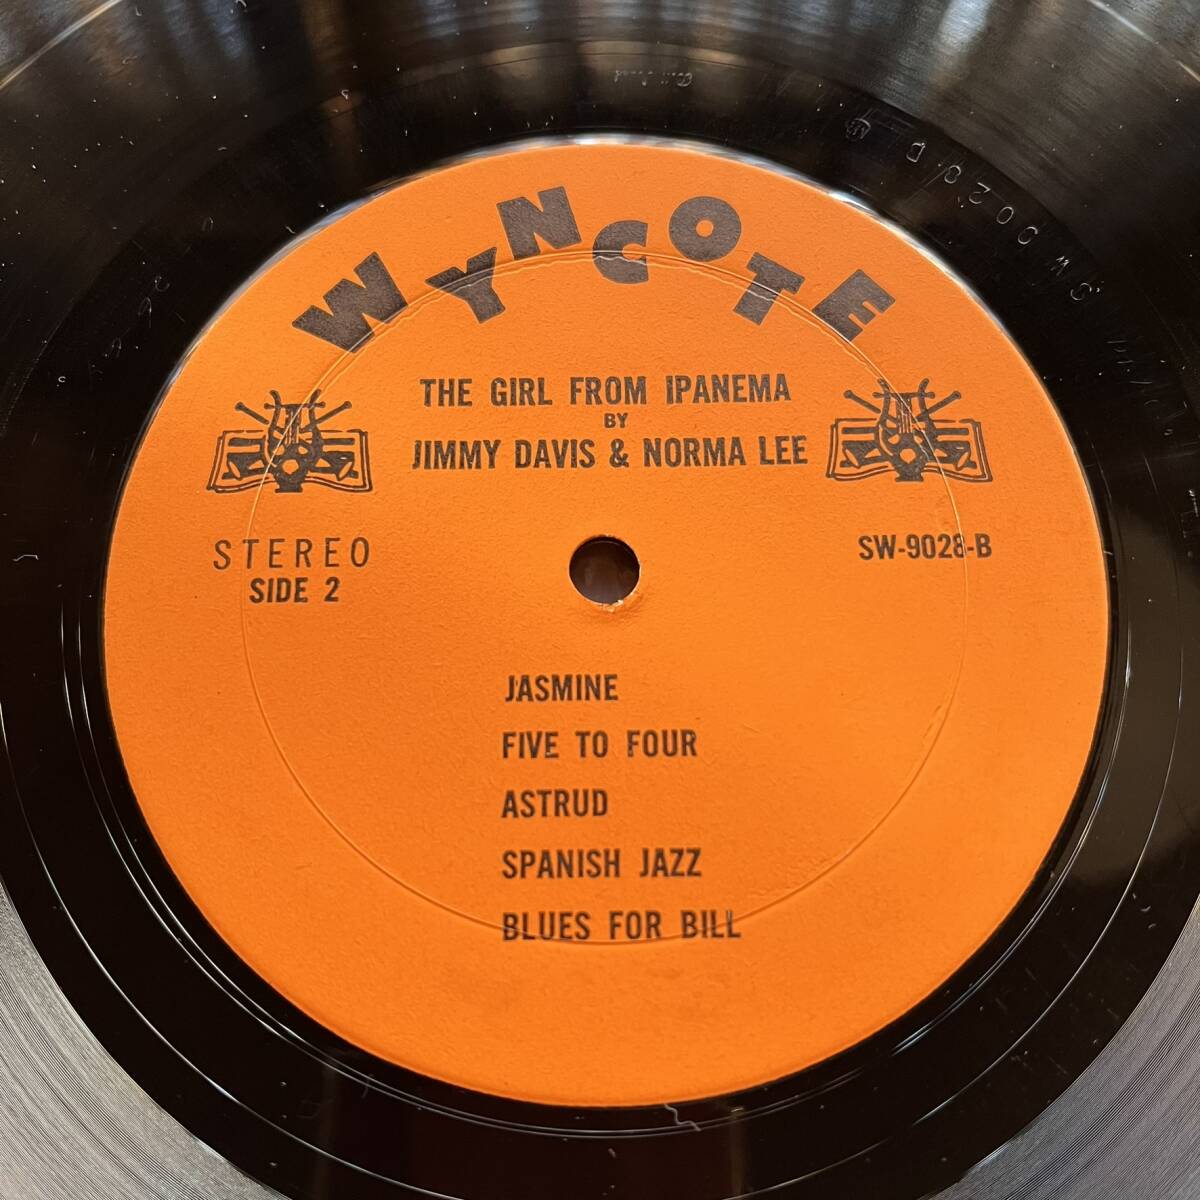 WYNCOTE
THE GIRL FROM IPANEMA
BY
JIMMY DAVIS & NORMA LEE
STEREO
SIDE 2
SW-9028-B
JASMINE
FIVE TO FOUR
ASTRUD
SPANISH JAZZ
BLUES FOR BILL